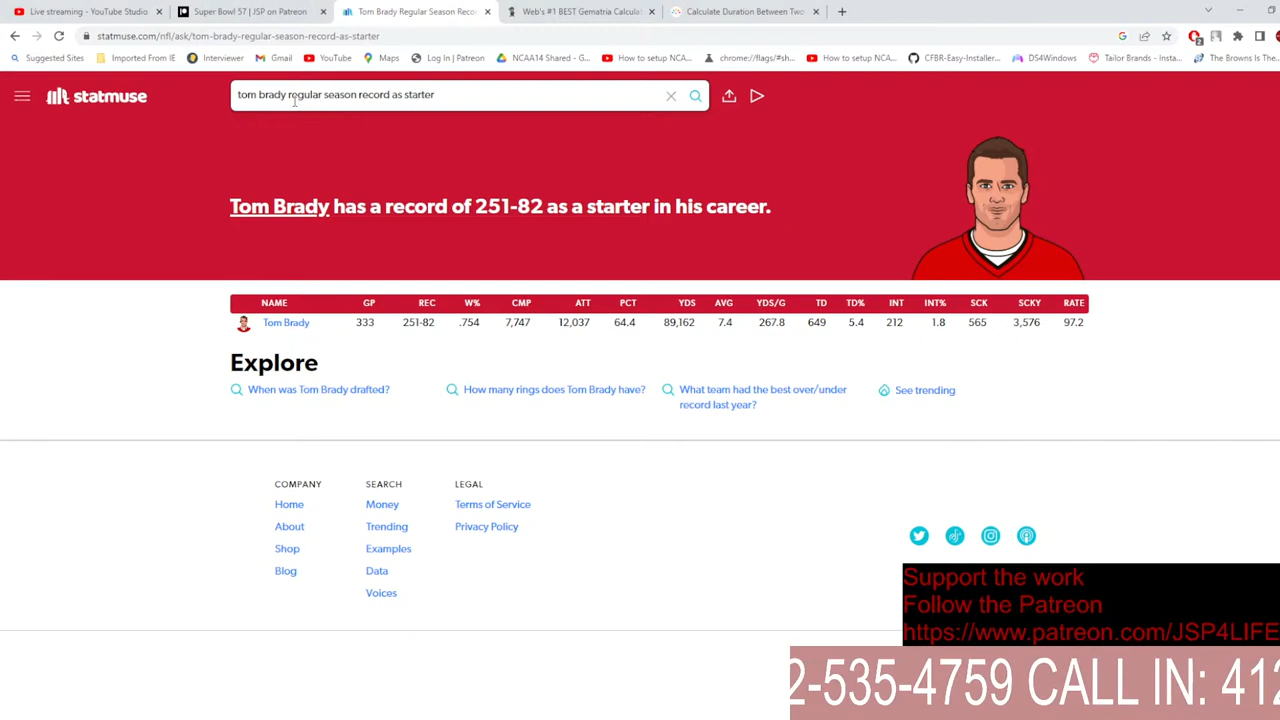 Live streaming - YouTube Studio
Super Bowl 57 | JSP on Patreon
Tom Brady Regular Season Reco
Web's #1 BEST Gematria Calcula
Calculate Duration Between Two
statmuse.com/nfl/ask/tom-brady-regular-season-record-as-starter
Suggested Sites
Imported From IE
Interviewer
Gmail
YouTube
Maps
Log In | Patreon
NCAA14 Shared - G...
How to setup NCA...
chrome://flags/#sh...
How to setup NCA...
CFBR-Easy-Installer...
DS4Windows
Tailor Brands - Insta...
The Browns Is The...
statmuse
tom brady regular season record as starter
Tom Brady has a record of 251-82 as a starter in his career.
NAME GP REC W% CMP ATT PCT YDS AVG YDS/G TD TD% INT INT% SCK SCKY RATE
Tom Brady 333 251-82 .754 7,747 12,037 64.4 89,162 7.4 267.8 649 5.4 212 1.8 565 3,576 97.2
Explore
When was Tom Brady drafted?
How many rings does Tom Brady have?
What team had the best over/under
record last year?
See trending
COMPANY SEARCH LEGAL
Home Money Terms of Service
About Trending Privacy Policy
Shop Examples
Blog Data
Voices
Support the work
Follow the Patreon
https://www.patreon.com/JSP4LIFE
2-535-4759 CALL IN: 412